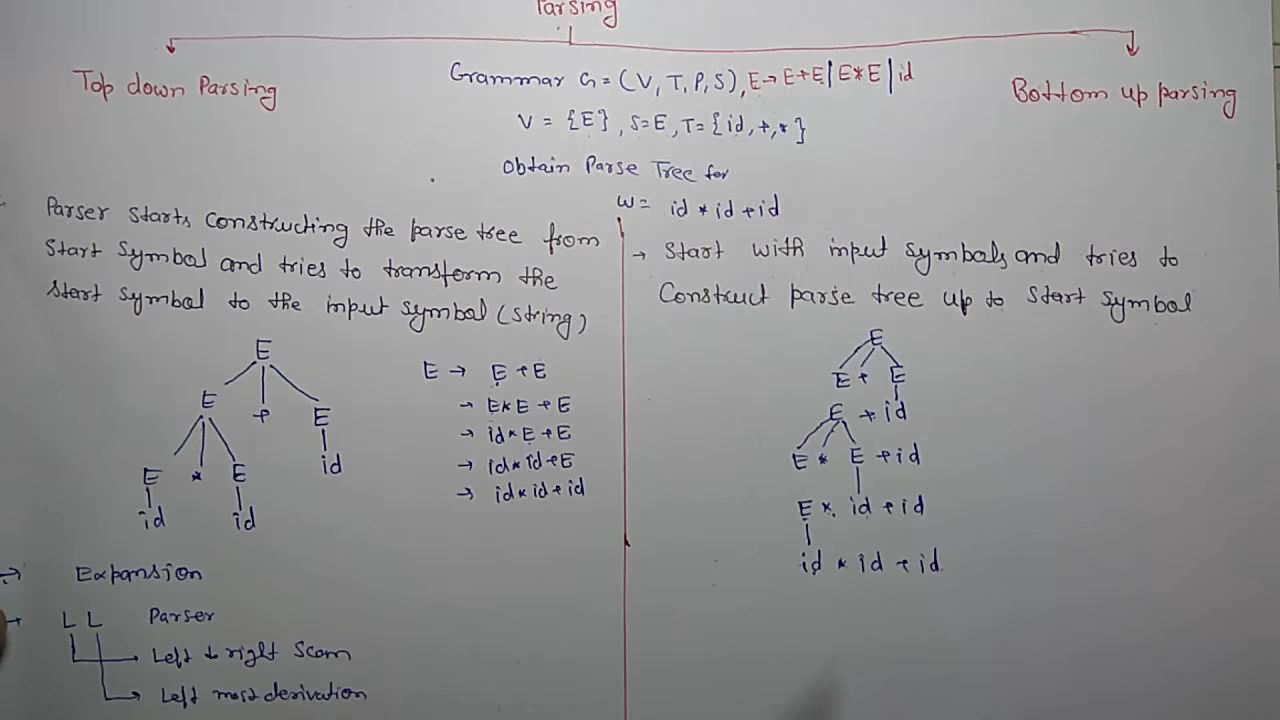 Parsing
Top down Parsing
Grammar G = (V, T, P, S), E → E+E | E*E | id
Bottom up parsing
V = {E}, S=E, T= {id, +, *}
Obtain Parse Tree for
W= id * id + id
Parser starts constructing the parse tree from
Start symbol and tries to transform the
Start symbol to the input symbol (string)
E
E + E
E * E id
id id
E → E + E
→ E * E + E
→ id * E + E
→ id * id + E
→ id * id + id
→ Expansion
→ LL Parser
→ Left to right Scan
→ Left most derivation
→ Start with input symbols and tries to
Construct parse tree up to start symbol
E
E + E
E + id
E * E + id
E * id + id
id * id + id